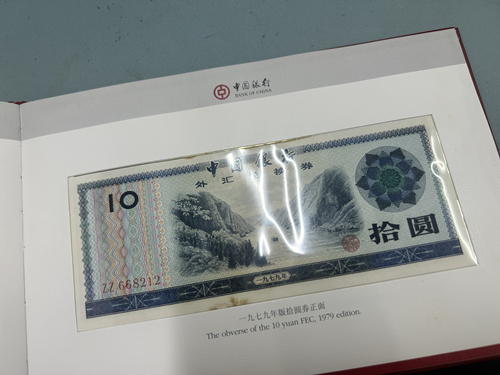 中国银行
BANK OF CHINA
中国银行
外汇兑换券
10
拾圆
ZZ 668212
一九七九年
一九七九年版拾圆券正面
The obverse of the 10 yuan FEC, 1979 edition.